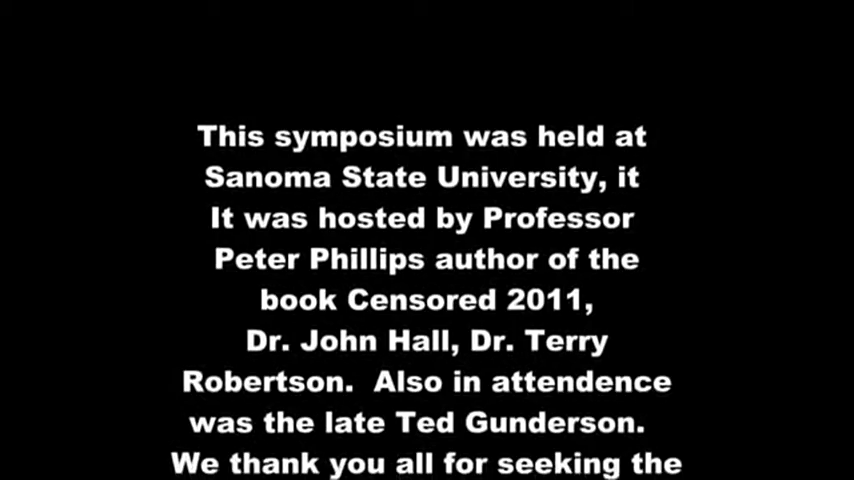 This symposium was held at
Sanoma State University, it
It was hosted by Professor
Peter Phillips author of the
book Censored 2011,
Dr. John Hall, Dr. Terry
Robertson. Also in attendence
was the late Ted Gunderson.
We thank you all for seeking the